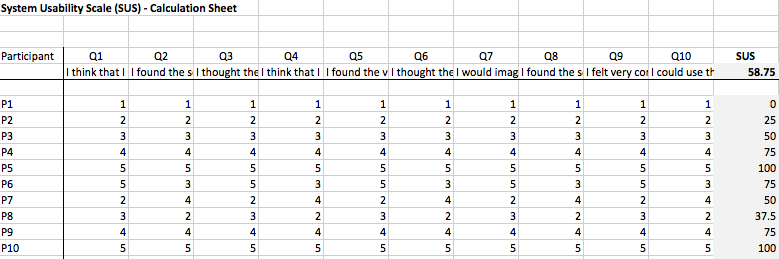 System Usability Scale (SUS) - Calculation Sheet
Participant Q1 Q2 Q3 Q4 Q5 Q6 Q7 Q8 Q9 Q10 SUS
I think that I I found the s I thought the I think that I I found the v I thought the I would imag I found the s I felt very cor I could use th 58.75
P1 1 1 1 1 1 1 1 1 1 1 0
P2 2 2 2 2 2 2 2 2 2 2 25
P3 3 3 3 3 3 3 3 3 3 3 50
P4 4 4 4 4 4 4 4 4 4 4 75
P5 5 5 5 5 5 5 5 5 5 5 100
P6 5 3 5 3 5 3 5 3 5 3 75
P7 2 4 2 4 2 4 2 4 2 4 50
P8 3 2 3 2 3 2 3 2 3 2 37.5
P9 4 4 4 4 4 4 4 4 4 4 75
P10 5 5 5 5 5 5 5 5 5 5 100